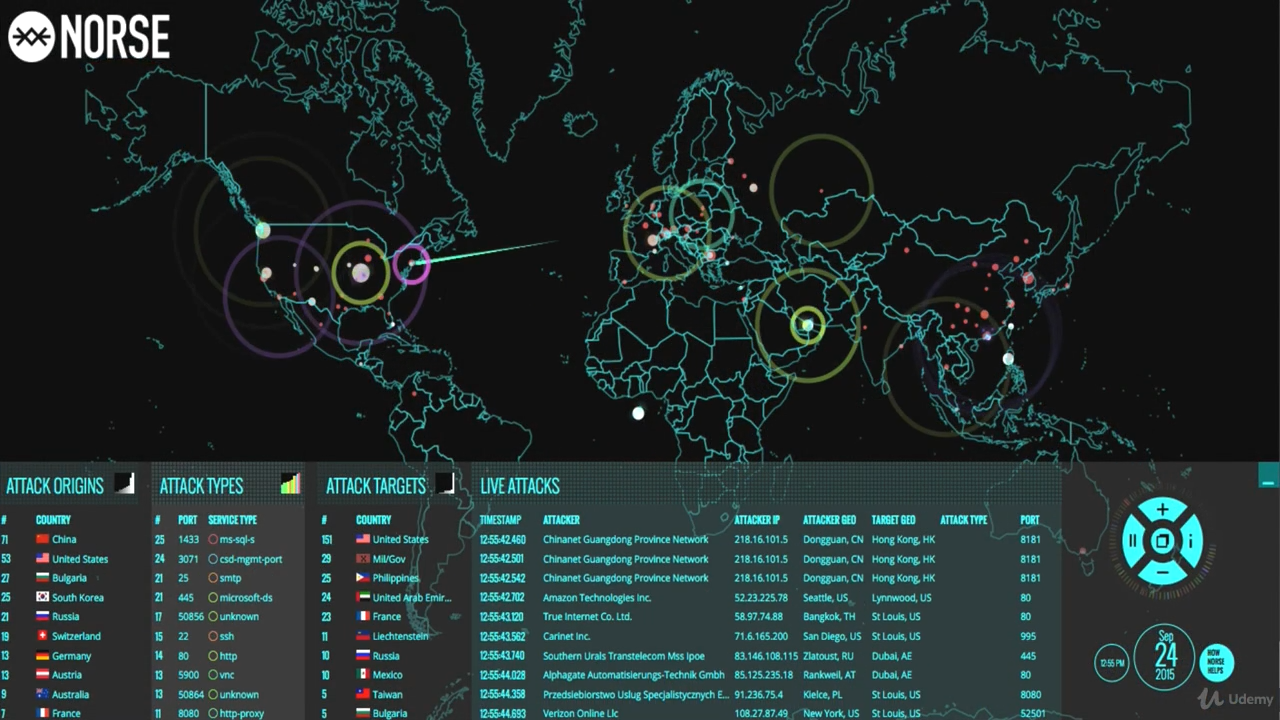 NORSE
ATTACK ORIGINS
# COUNTRY
71 China
53 United States
27 Bulgaria
25 South Korea
21 Russia
19 Switzerland
13 Germany
13 Austria
9 Australia
7 France
ATTACK TYPES
# PORT SERVICE TYPE
25 1433 ms-sql-s
24 3071 csd-mgmt-port
21 25 smtp
21 445 microsoft-ds
17 50856 unknown
15 22 ssh
14 80 http
13 5900 vnc
13 50864 unknown
11 8080 http-proxy
ATTACK TARGETS
# COUNTRY
151 United States
29 Mil/Gov
25 Philippines
24 United Arab Emir...
23 France
11 Liechtenstein
10 Russia
10 Mexico
5 Taiwan
5 Bulgaria
LIVE ATTACKS
TIMESTAMP ATTACKER ATTACKER IP ATTACKER GEO TARGET GEO ATTACK TYPE PORT
12:55:42.460 Chinanet Guangdong Province Network 218.16.101.5 Dongguan, CN Hong Kong, HK 8181
12:55:42.501 Chinanet Guangdong Province Network 218.16.101.5 Dongguan, CN Hong Kong, HK 8181
12:55:42.542 Chinanet Guangdong Province Network 218.16.101.5 Dongguan, CN Hong Kong, HK 8181
12:55:42.702 Amazon Technologies Inc. 52.23.225.78 Seattle, US Lynnwood, US 80
12:55:43.120 True Internet Co. Ltd. 58.97.74.88 Bangkok, TH St Louis, US 80
12:55:43.562 Carinet Inc. 71.6.165.200 San Diego, US St Louis, US 995
12:55:43.740 Southern Urals Transtelecom Mss Ipoe 83.146.108.115 Zlatoust, RU Dubai, AE 445
12:55:44.028 Alphagate Automatisierungs-Technik Gmbh 85.125.235.18 Rankweil, AT Dubai, AE 80
12:55:44.358 Przedsiebiorstwo Uslug Specjalistycznych E... 91.236.75.4 Kielce, PL St Louis, US 8080
12:55:44.693 Verizon Online Llc 108.27.87.49 New York, US St Louis, US 52501
12:55 PM
Sep
24
2015
HOW
NORSE
HELPS
Udemy